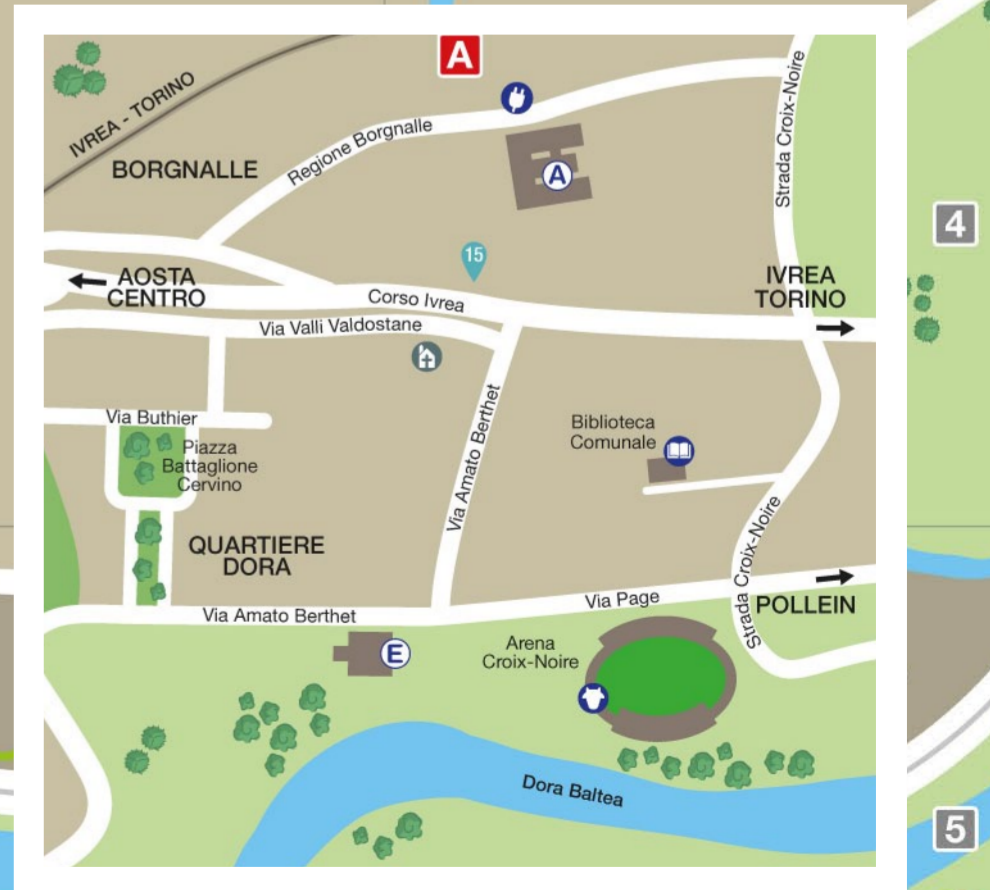 A
IVREA - TORINO
Strada Croix-Noire
Regione Borgnalle
BORGNALLE
A
4
15
AOSTA
CENTRO
IVREA
TORINO
Corso Ivrea
Via Valli Valdostane
Via Buthier
Via Amato Berthet
Biblioteca
Comunale
Piazza
Battaglione
Cervino
QUARTIERE
DORA
Strada Croix-Noire
Via Page
POLLEIN
Via Amato Berthet
Arena
Croix-Noire
E
Dora Baltea
5